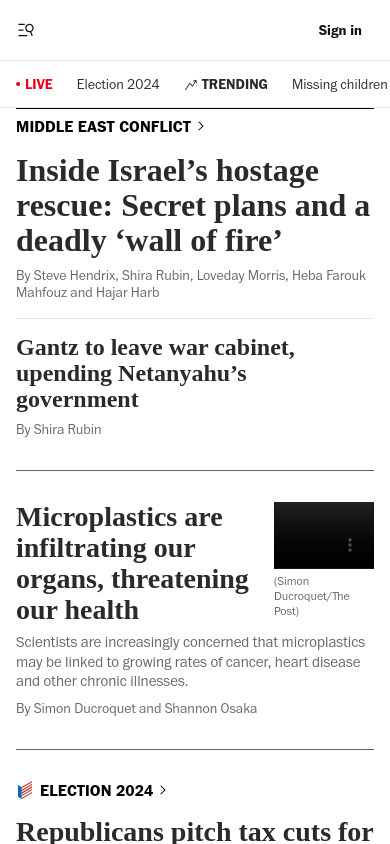 Sign in
LIVE Election 2024 TRENDING Missing children
MIDDLE EAST CONFLICT
Inside Israel’s hostage
rescue: Secret plans and a
deadly ‘wall of fire’
By Steve Hendrix, Shira Rubin, Loveday Morris, Heba Farouk
Mahfouz and Hajar Harb
Gantz to leave war cabinet,
upending Netanyahu’s
government
By Shira Rubin
Microplastics are
infiltrating our
organs, threatening
our health
(Simon
Ducroquet/The
Post)
Scientists are increasingly concerned that microplastics
may be linked to growing rates of cancer, heart disease
and other chronic illnesses.
By Simon Ducroquet and Shannon Osaka
ELECTION 2024
Republicans pitch tax cuts for